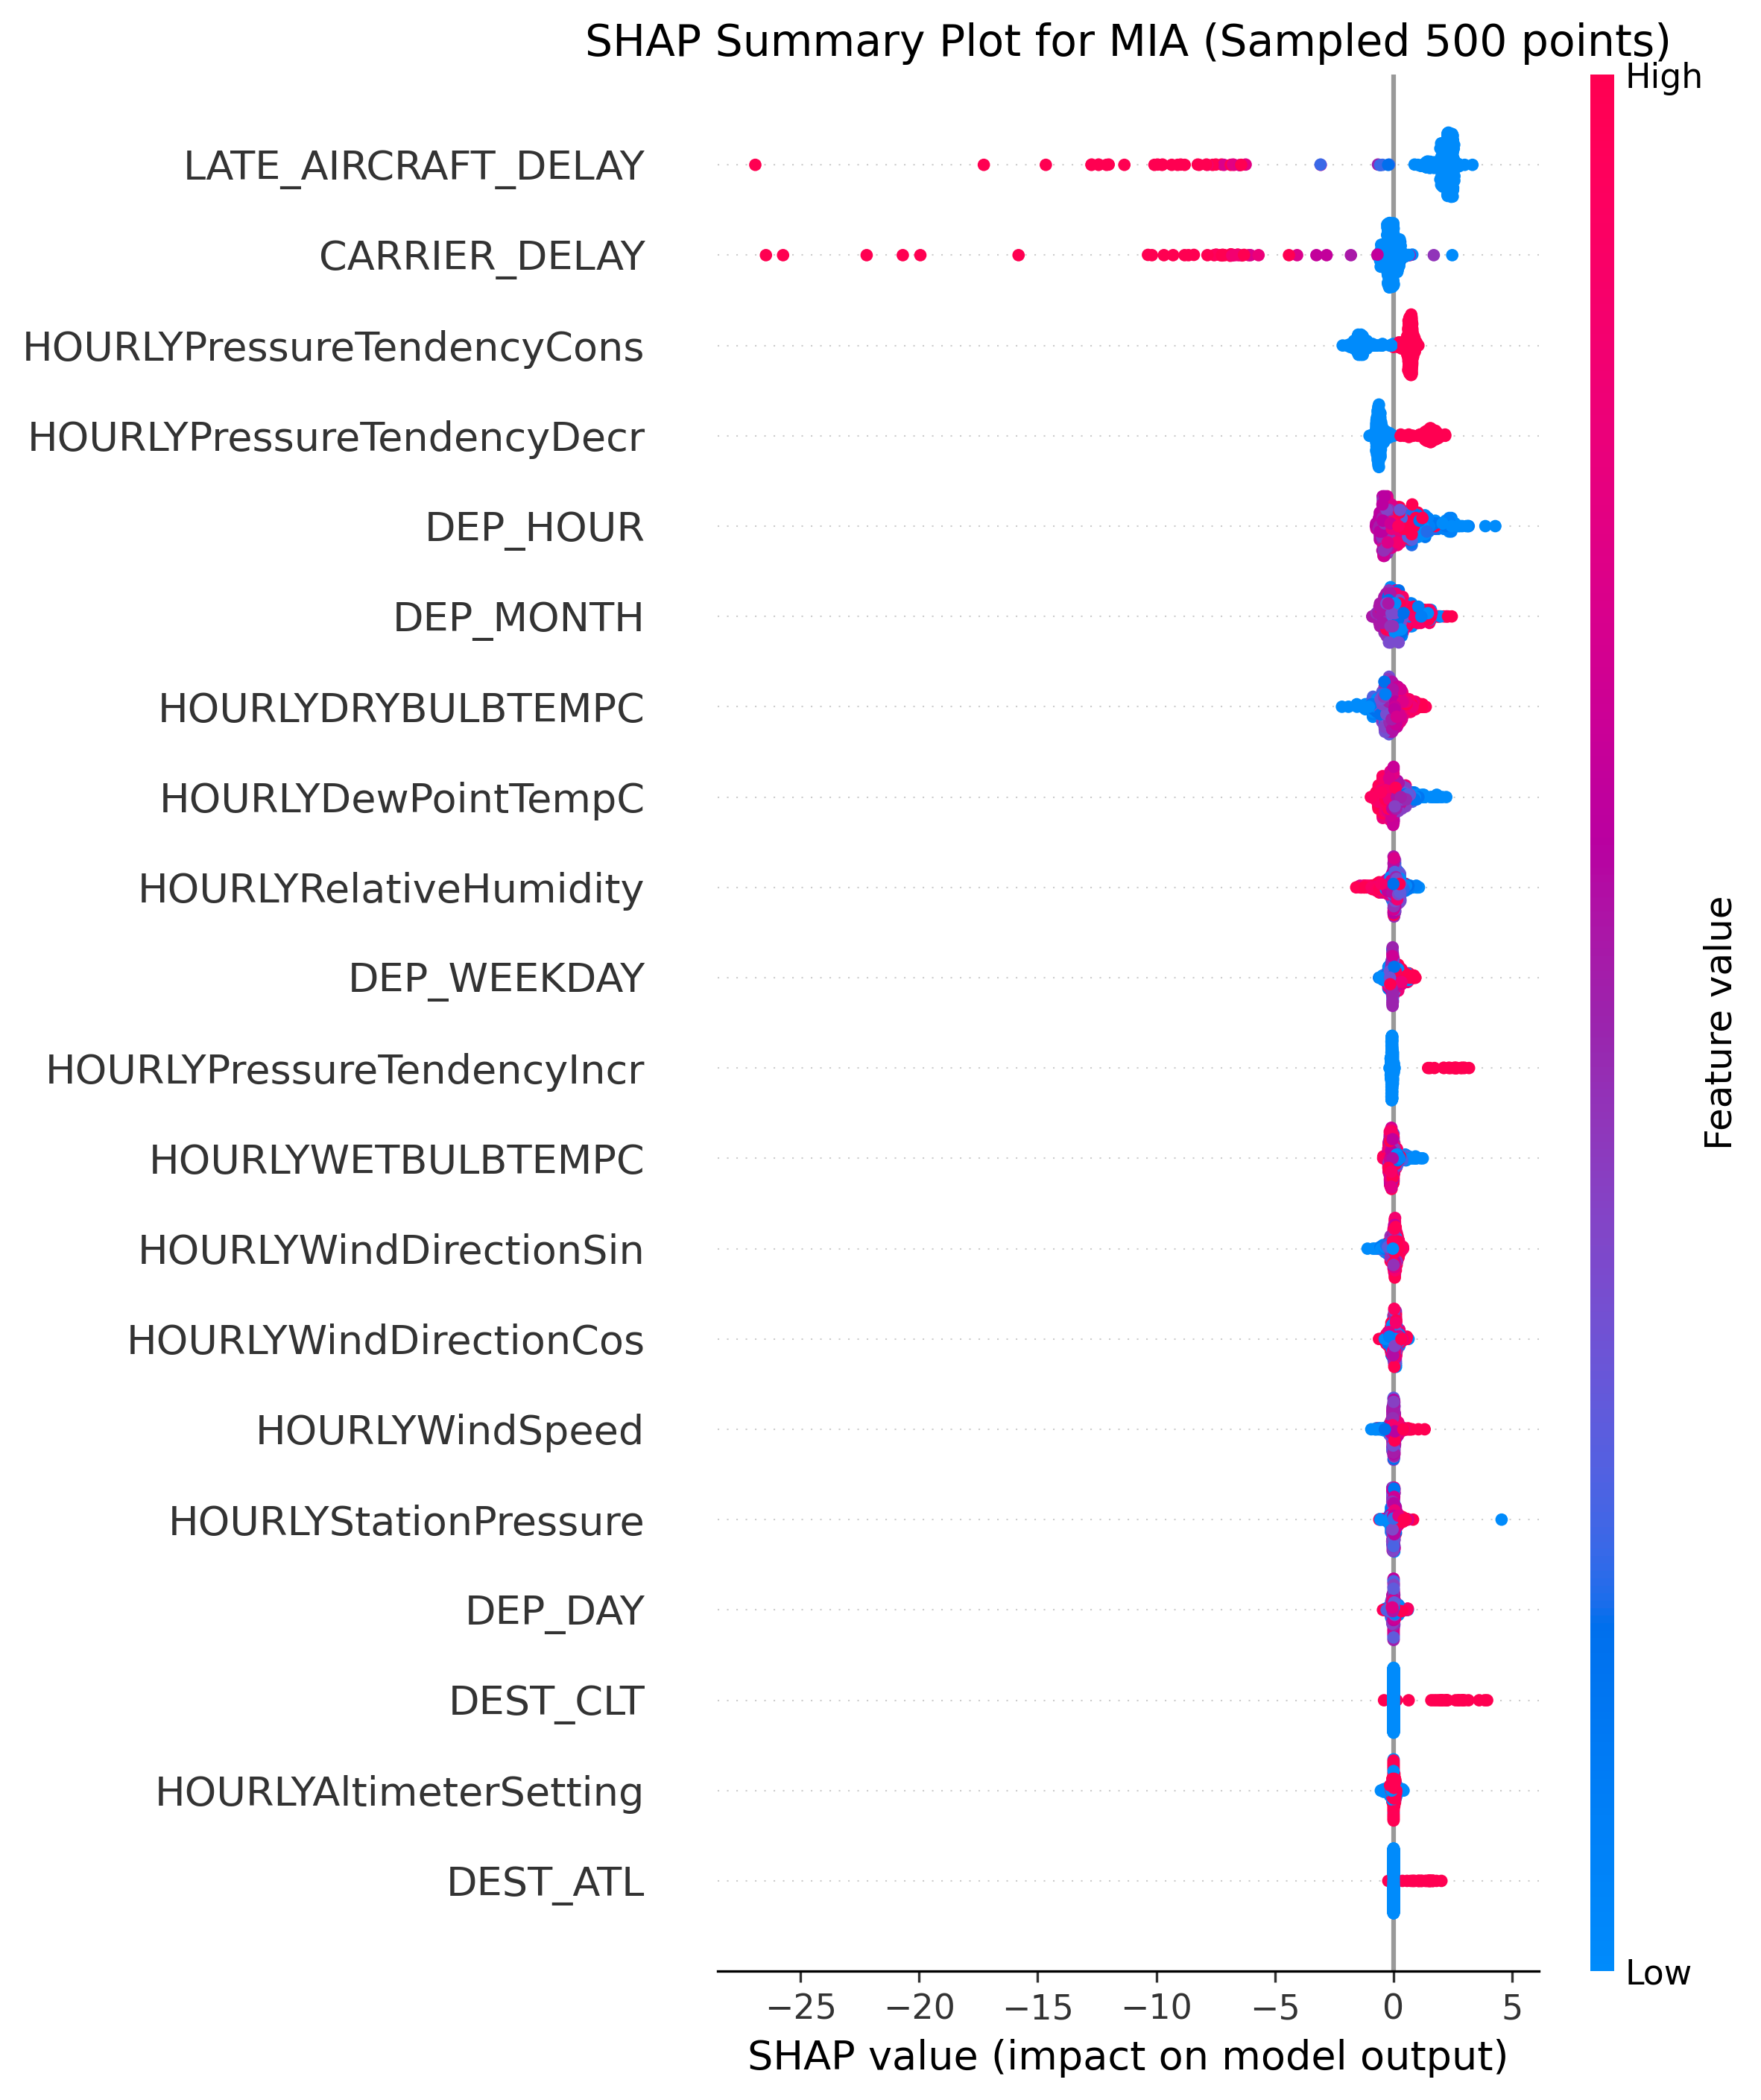 SHAP Summary Plot for MIA (Sampled 500 points)
High
LATE_AIRCRAFT_DELAY
CARRIER_DELAY
HOURLYPressureTendencyCons
HOURLYPressureTendencyDecr
DEP_HOUR
DEP_MONTH
HOURLYDRYBULBTEMPC
HOURLYDewPointTempC
HOURLYRelativeHumidity
DEP_WEEKDAY
HOURLYPressureTendencyIncr
HOURLYWETBULBTEMPC
HOURLYWindDirectionSin
HOURLYWindDirectionCos
HOURLYWindSpeed
HOURLYStationPressure
DEP_DAY
DEST_CLT
HOURLYAltimeterSetting
DEST_ATL
Feature value
Low
−25 −20 −15 −10 −5 0 5
SHAP value (impact on model output)